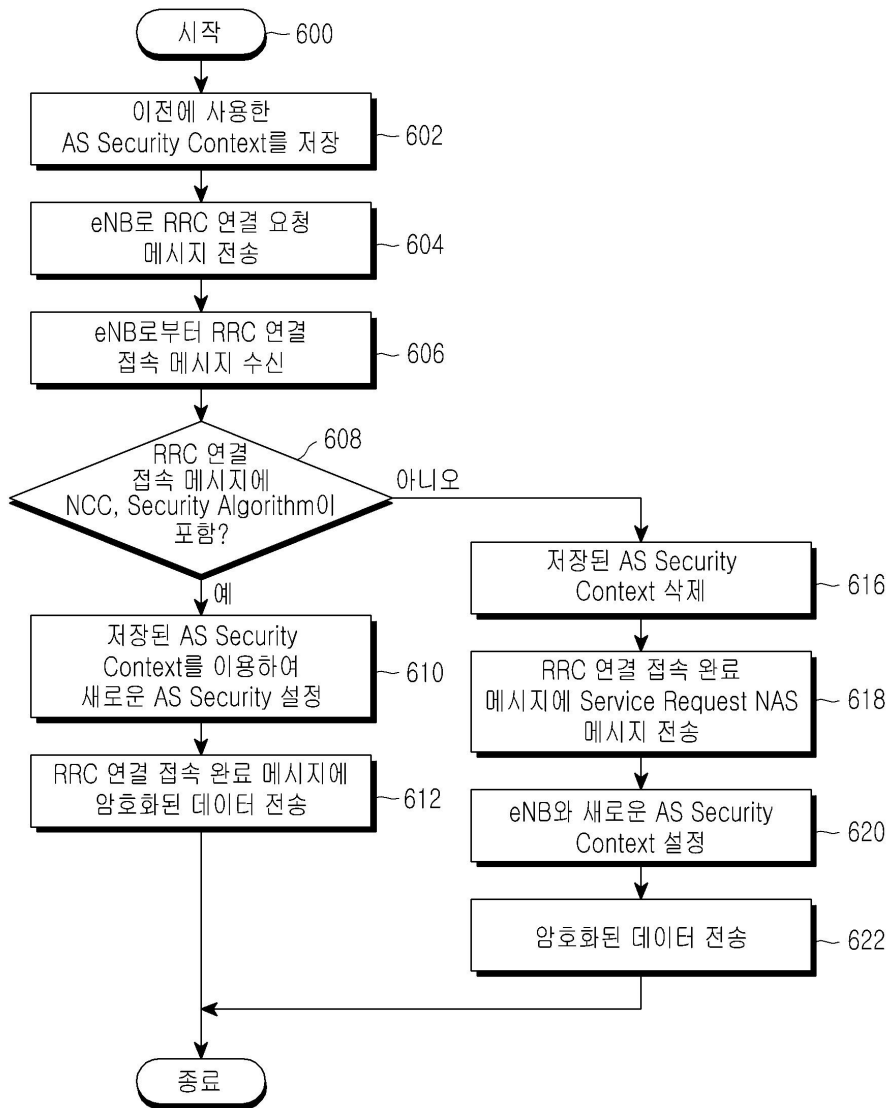 시작
600
이전에 사용한
AS Security Context를 저장
602
eNB로 RRC 연결 요청
메시지 전송
604
eNB로부터 RRC 연결
접속 메시지 수신
606
RRC 연결
접속 메시지에
NCC, Security Algorithm이
포함?
608
아니오
예
저장된 AS Security
Context를 이용하여
새로운 AS Security 설정
610
RRC 연결 접속 완료 메시지에
암호화된 데이터 전송
612
저장된 AS Security
Context 삭제
616
RRC 연결 접속 완료
메시지에 Service Request NAS
메시지 전송
618
eNB와 새로운 AS Security
Context 설정
620
암호화된 데이터 전송
622
종료